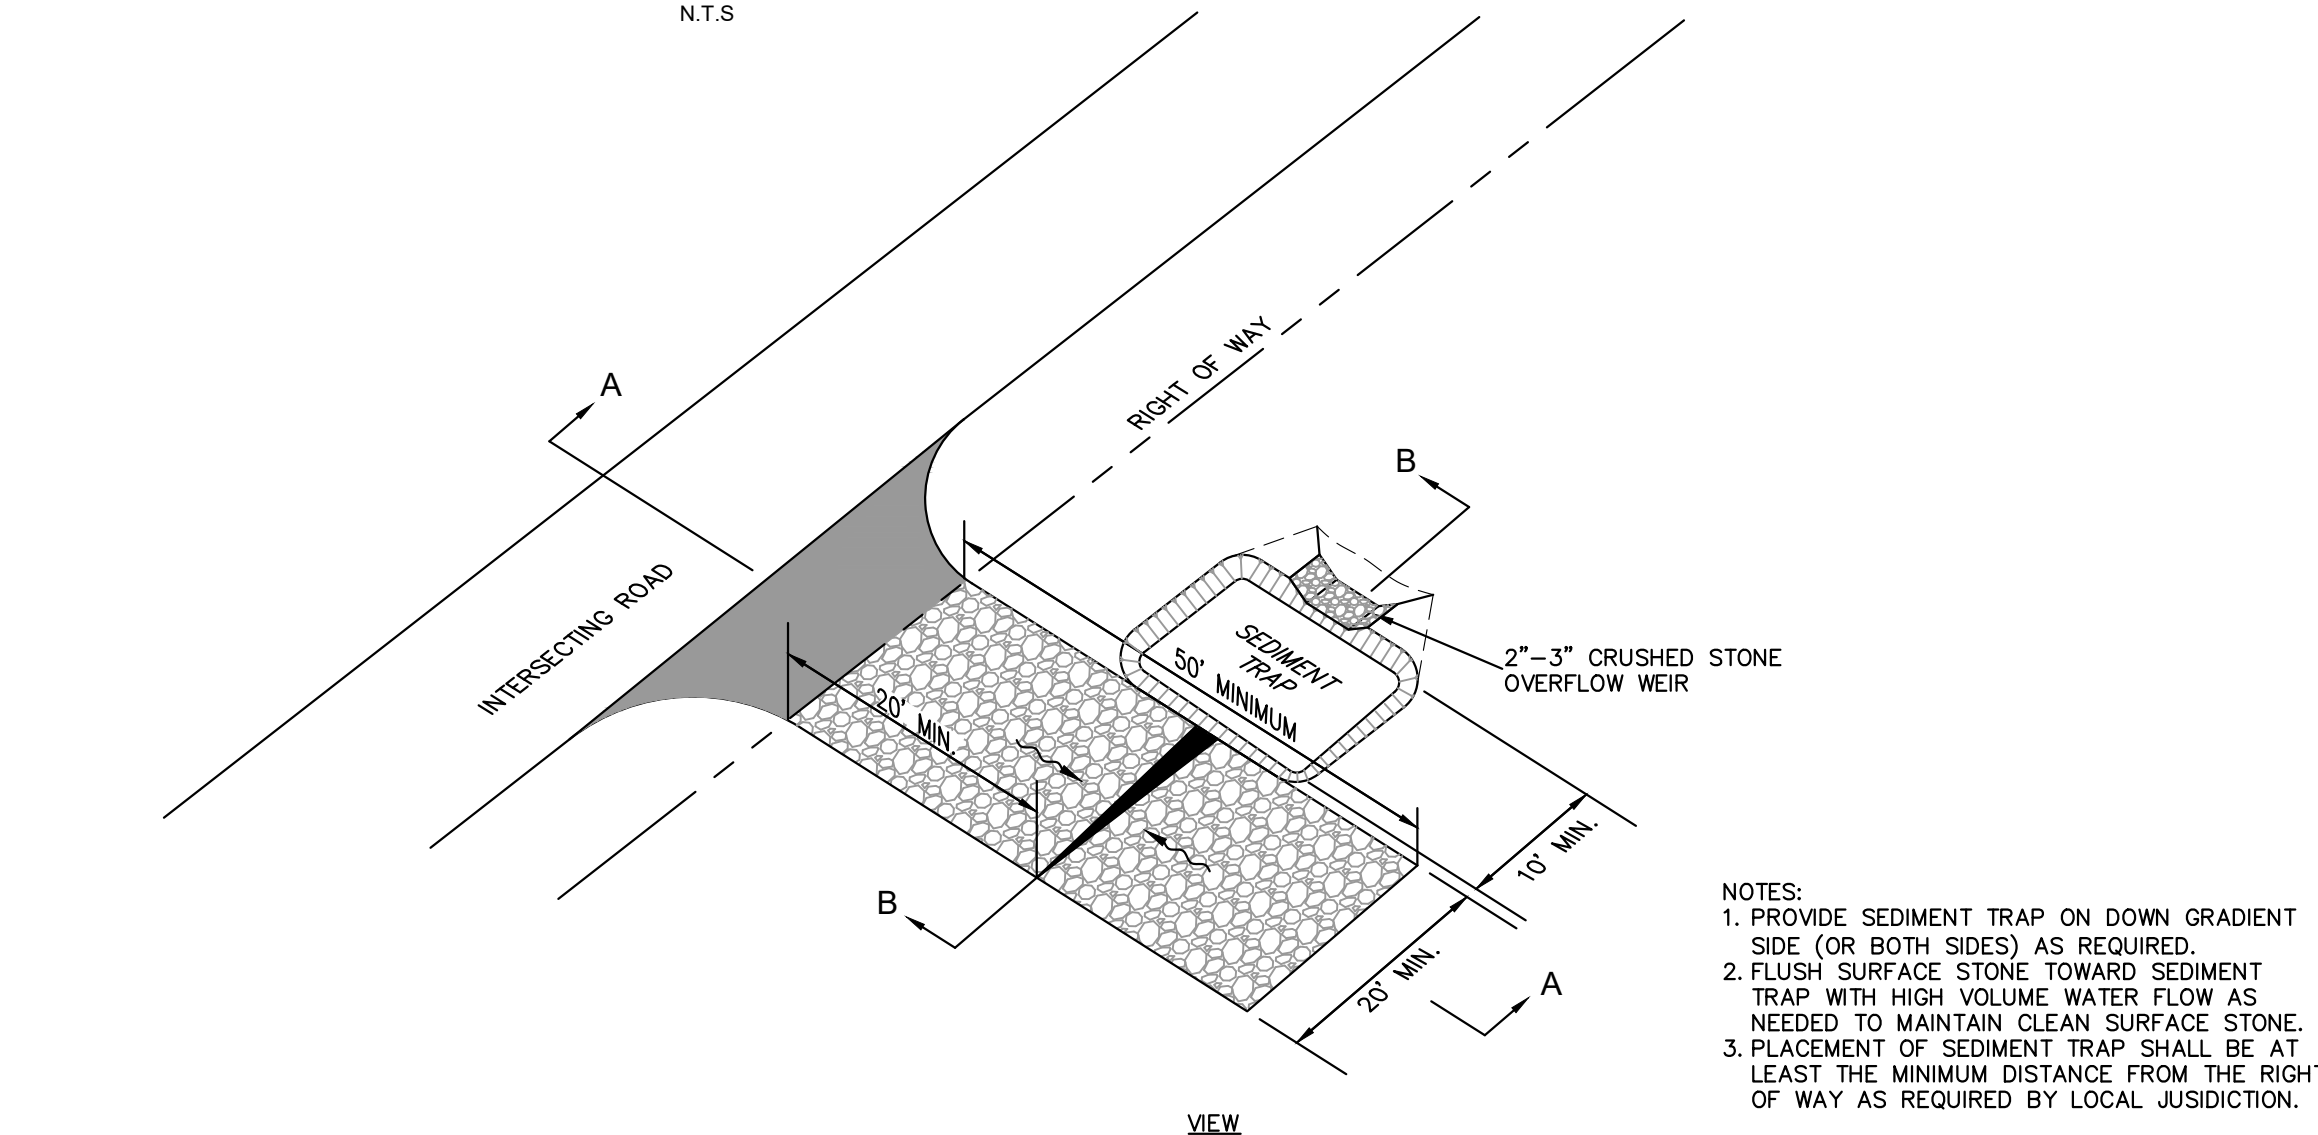 N.T.S
A
RIGHT OF WAY
B
INTERSECTING ROAD
SEDIMENT
TRAP
50' MINIMUM
2"–3" CRUSHED STONE
OVERFLOW WEIR
20' MIN.
10' MIN.
B
20' MIN.
A
NOTES:
1. PROVIDE SEDIMENT TRAP ON DOWN GRADIENT
SIDE (OR BOTH SIDES) AS REQUIRED.
2. FLUSH SURFACE STONE TOWARD SEDIMENT
TRAP WITH HIGH VOLUME WATER FLOW AS
NEEDED TO MAINTAIN CLEAN SURFACE STONE.
3. PLACEMENT OF SEDIMENT TRAP SHALL BE AT
LEAST THE MINIMUM DISTANCE FROM THE RIGHT
OF WAY AS REQUIRED BY LOCAL JUSIDICTION.
VIEW